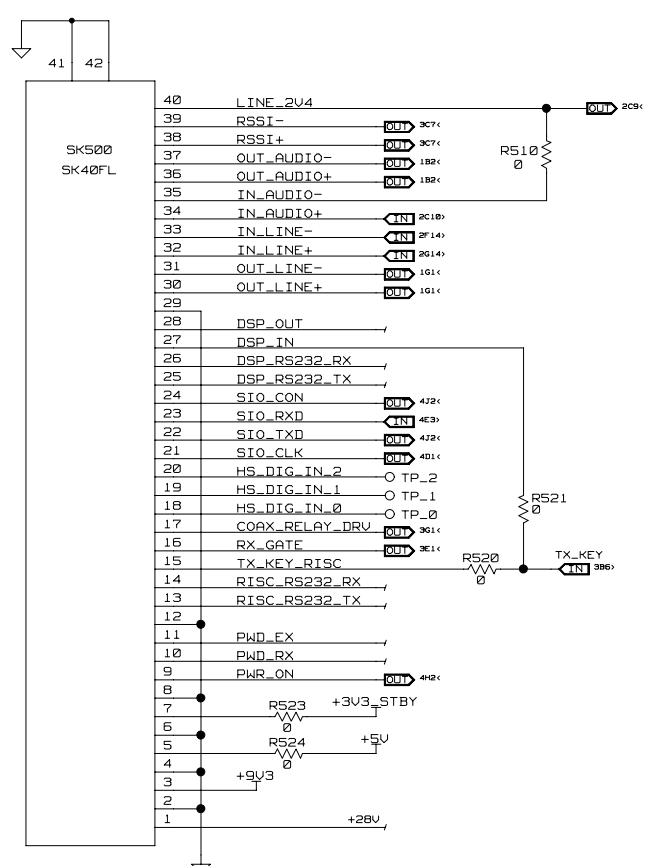 41 42
SK500
SK40FL
40 LINE_2V4 OUT 2C9<
39 RSSI- OUT 3C7<
38 RSSI+ OUT 3C7<
37 OUT_AUDIO- OUT 1B2<
R510
0
36 OUT_AUDIO+ OUT 1B2<
35 IN_AUDIO-
34 IN_AUDIO+ IN 2C10>
33 IN_LINE- IN 2F14>
32 IN_LINE+ IN 2G14>
31 OUT_LINE- OUT 1G1<
30 OUT_LINE+ OUT 1G1<
29
28 DSP_OUT
27 DSP_IN
26 DSP_RS232_RX
25 DSP_RS232_TX
24 SIO_CON OUT 4J2<
23 SIO_RXD IN 4E3>
22 SIO_TXD OUT 4J2<
21 SIO_CLK OUT 4D1<
20 HS_DIG_IN_2 TP_2
19 HS_DIG_IN_1 TP_1
R521
0
18 HS_DIG_IN_0 TP_0
17 COAX_RELAY_DRV OUT 3G1<
16 RX_GATE OUT 3E1<
15 TX_KEY_RISC R520 0 TX_KEY IN 3B6>
14 RISC_RS232_RX
13 RISC_RS232_TX
12
11 PWD_EX
10 PWD_RX
9 PWR_ON OUT 4H2<
8
7 R523 0 +3V3_STBY
6
5 R524 0 +5V
4
3 +9V3
2
1 +28V